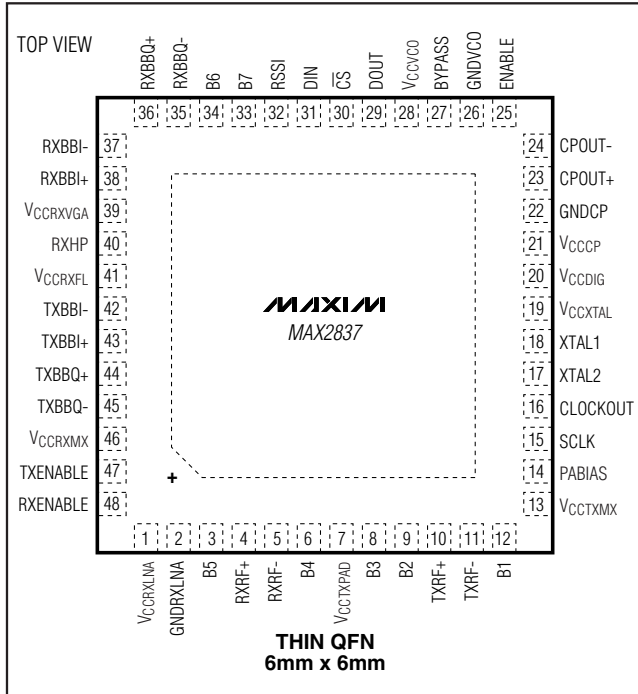 TOP VIEW
RXBBQ+
RXBBQ-
B6
B7
RSSI
DIN
CS
DOUT
VCCVCO
BYPASS
GNDVCO
ENABLE
36 35 34 33 32 31 30 29 28 27 26 25
RXBBI- 37
RXBBI+ 38
VCCRXVGA 39
RXHP 40
VCCRXFL 41
TXBBI- 42
TXBBI+ 43
TXBBQ+ 44
TXBBQ- 45
VCCRXMX 46
TXENABLE 47
RXENABLE 48
MAXIM
MAX2837
+
24 CPOUT-
23 CPOUT+
22 GNDCP
21 VCCCP
20 VCCDIG
19 VCCXTAL
18 XTAL1
17 XTAL2
16 CLOCKOUT
15 SCLK
14 PABIAS
13 VCCTXMX
1 2 3 4 5 6 7 8 9 10 11 12
VCCRXLNA
GNDRXLNA
B5
RXRF+
RXRF-
B4
VCCTXPAD
B3
B2
TXRF+
TXRF-
B1
THIN QFN
6mm x 6mm